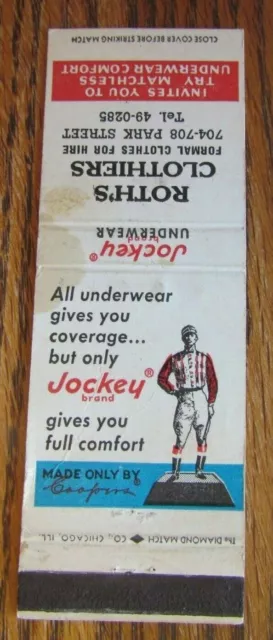 CLOSE COVER BEFORE STRIKING MATCH
INVITES YOU TO
TRY MATCHLESS
UNDERWEAR COMFORT
ROTH'S
CLOTHIERS
FORMAL CLOTHES FOR HIRE
704-708 PARK STREET
Tel. 49-0285
Jockey®
brand
UNDERWEAR
All underwear
gives you
coverage...
but only
Jockey®
brand
gives you
full comfort
MADE ONLY BY
Coopers
The DIAMOND MATCH CO., CHICAGO, ILL.